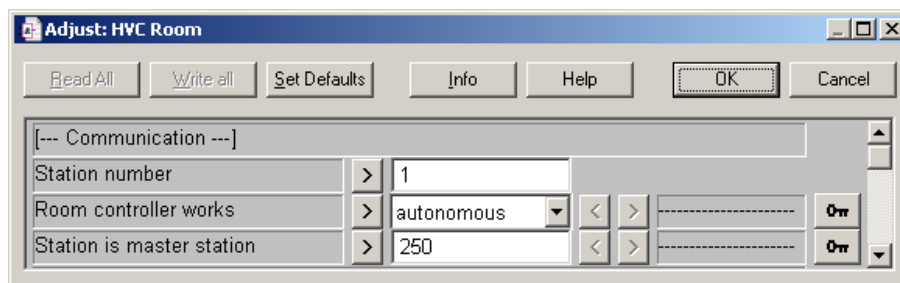 Adjust: HVC Room
Read All Write all Set Defaults Info Help OK Cancel
[--- Communication ---]
Station number > 1
Room controller works > autonomous < > ----------------------
Station is master station > 250 < > ----------------------